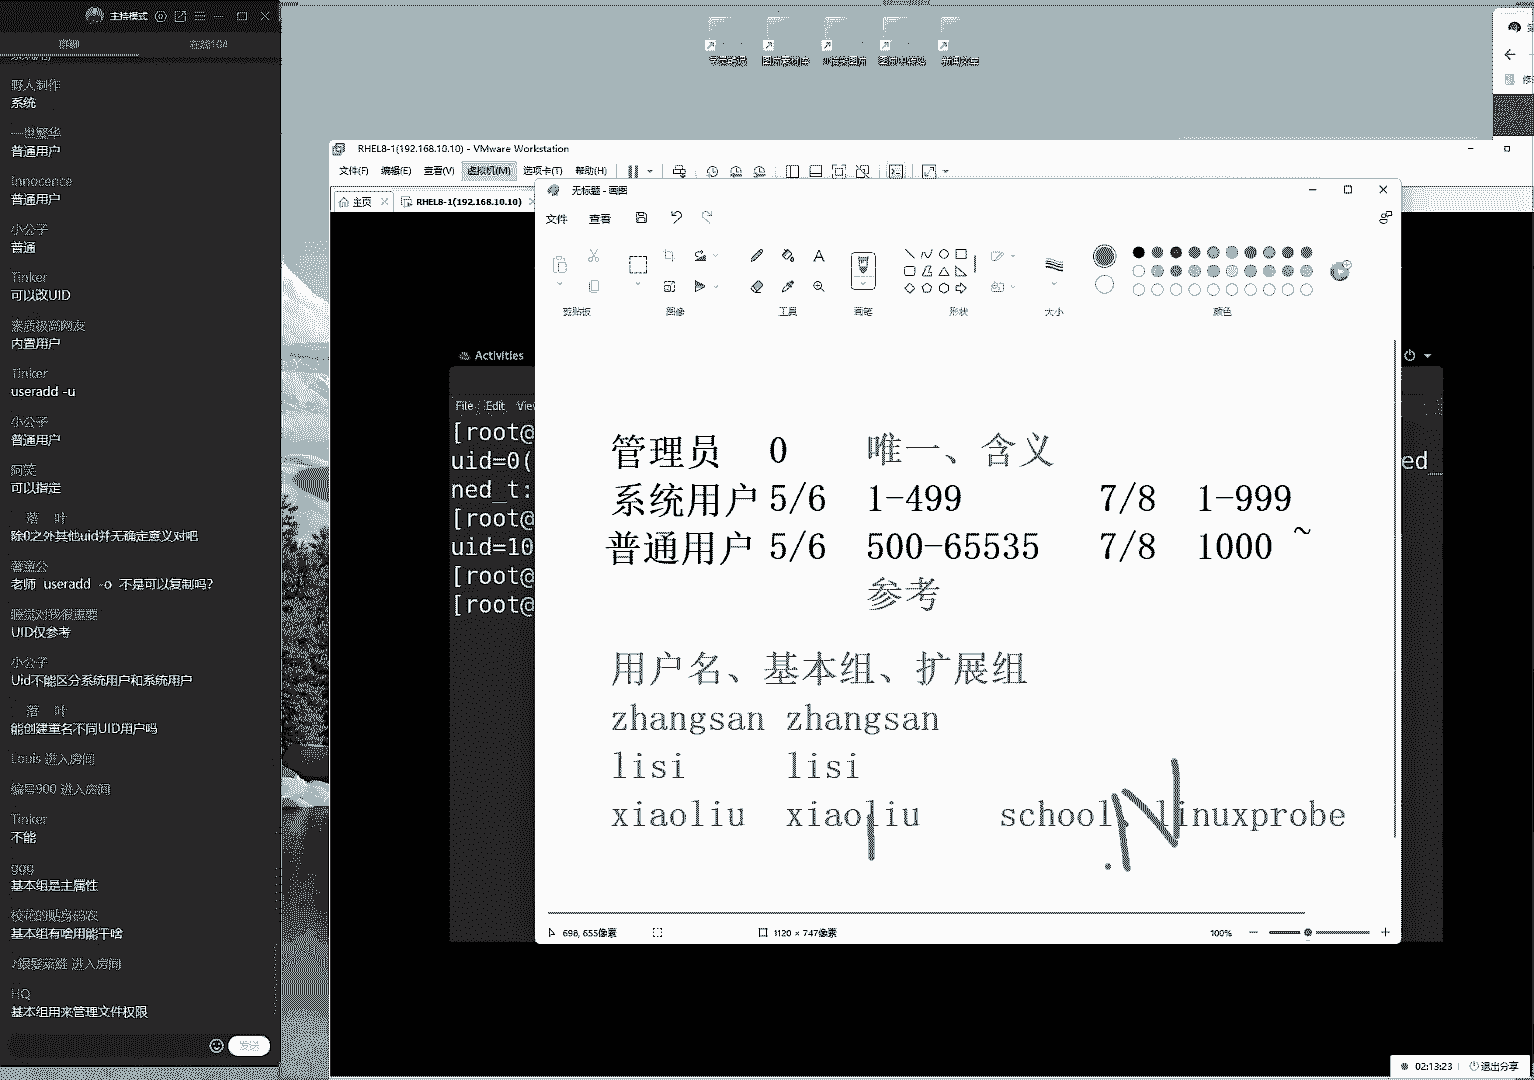 主持模式
群聊
在线104
野人制作
系统
一世繁华
普通用户
Innocence
普通用户
小公子
普通
Tinker
可以改UID
素质极高网友
内置用户
Tinker
useradd -u
小公子
普通用户
阿笑
可以指定
落 叶
除0之外其他uid并无确定意义对吧
老师 useradd -o 不是可以复制吗?
睡觉对我很重要
UID仅参考
小公子
Uid不能区分系统用户和系统用户
落 叶
能创建重名不同UID用户吗
Louis 进入房间
编号900 进入房间
Tinker
不能
ggg
基本组是主属性
校花的贴身码农
基本组有啥用能干啥
进入房间
HQ
基本组用来管理文件权限
发送
RHEL8-1(192.168.10.10) - VMware Workstation
文件(F) 编辑(E) 查看(V) 虚拟机(M) 选项卡(T) 帮助(H)
主页 RHEL8-1(192.168.10.10)
无标题 - 画图
文件 查看
剪贴板 图像 工具 画笔 形状 大小 颜色
Activities
File Edit View
[root@
uid=0(
ned_t:
[root@
uid=10
[root@
[root@
ed
管理员 0 唯一、含义
系统用户 5/6 1-499 7/8 1-999
普通用户 5/6 500-65535 7/8 1000 ~
参考
用户名、基本组、扩展组
zhangsan zhangsan
lisi lisi
xiaoliu xiaoliu school、linuxprobe
1 N
698, 655像素 1120 × 747像素 100%
02:13:23 退出分享